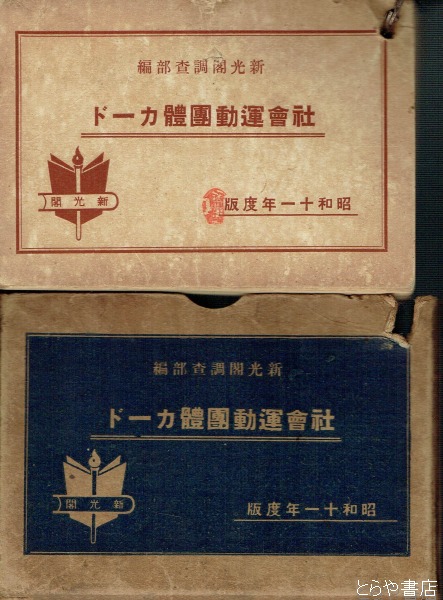 新光閣調査部編
社會運動團體カード
新光閣
昭和十一年度版
新光閣調査部編
社會運動團體カード
新光閣
昭和十一年度版
とらや書店